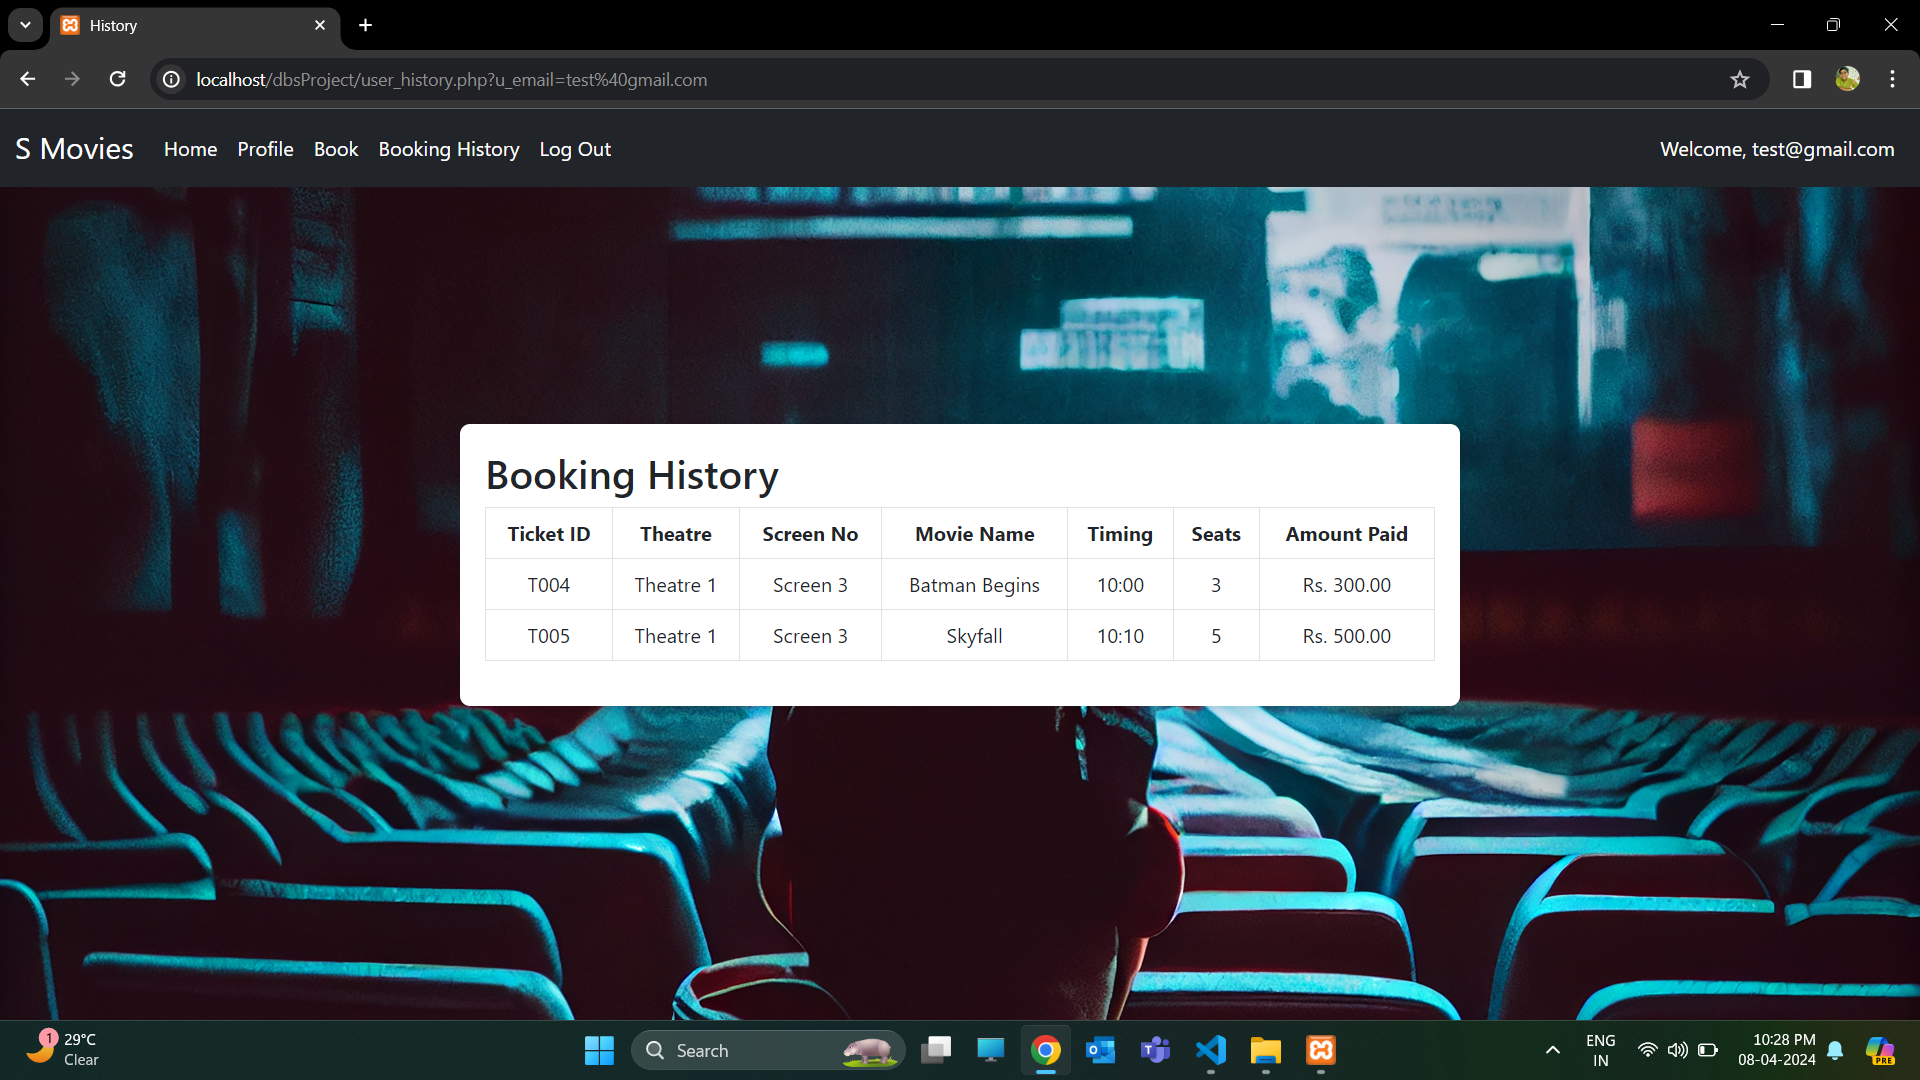 History
localhost/dbsProject/user_history.php?u_email=test%40gmail.com
S Movies Home Profile Book Booking History Log Out Welcome, test@gmail.com
Booking History
Ticket ID Theatre Screen No Movie Name Timing Seats Amount Paid
T004 Theatre 1 Screen 3 Batman Begins 10:00 3 Rs. 300.00
T005 Theatre 1 Screen 3 Skyfall 10:10 5 Rs. 500.00
1 29°C
Clear
Search
ENG
IN
10:28 PM
08-04-2024
PRE